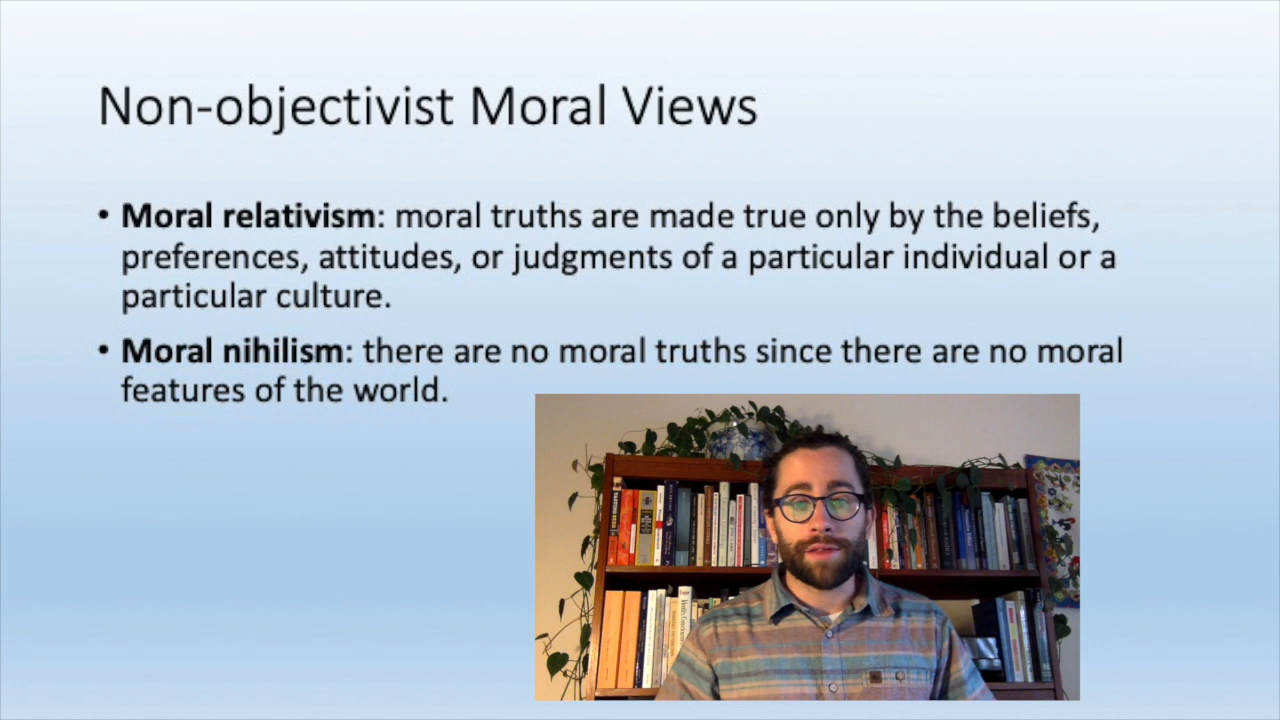 Non-objectivist Moral Views
• Moral relativism: moral truths are made true only by the beliefs,
preferences, attitudes, or judgments of a particular individual or a
particular culture.
• Moral nihilism: there are no moral truths since there are no moral
features of the world.